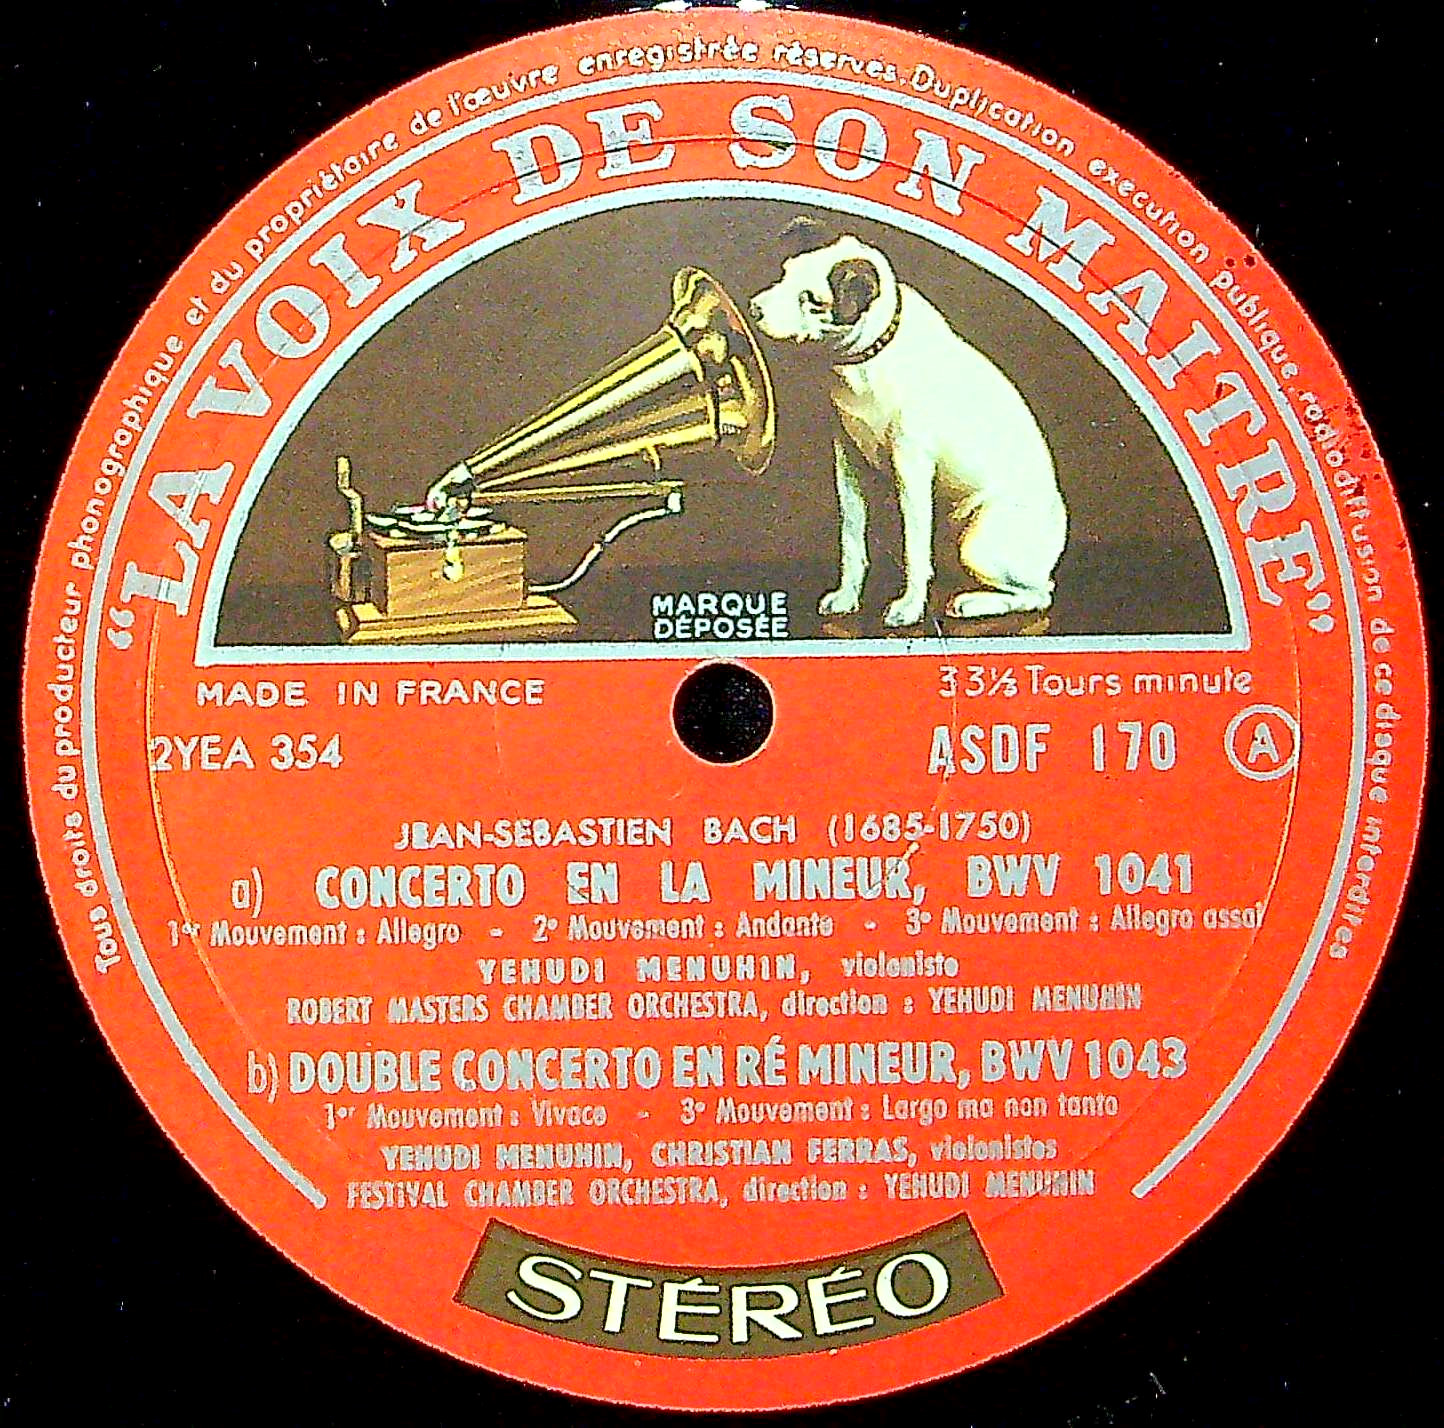 Tous droits du producteur phonographique et du propriétaire de l'œuvre enregistrée réservés. Duplication exécution publique. radiodiffusion de ce disque interdites
“LA VOIX DE SON MAITRE”
MARQUE
DÉPOSÉE
MADE IN FRANCE
33⅓ Tours minute
2YEA 354
ASDF 170 A
JEAN-SEBASTIEN BACH (1685-1750)
a) CONCERTO EN LA MINEUR, BWV 1041
1er Mouvement : Allegro - 2e Mouvement : Andante - 3e Mouvement : Allegro assai
YEHUDI MENUHIN, violoniste
ROBERT MASTERS CHAMBER ORCHESTRA, direction : YEHUDI MENUHIN
b) DOUBLE CONCERTO EN RÉ MINEUR, BWV 1043
1er Mouvement : Vivace - 3e Mouvement : Largo ma non tanto
YEHUDI MENUHIN, CHRISTIAN FERRAS, violonistes
FESTIVAL CHAMBER ORCHESTRA, direction : YEHUDI MENUHIN
STÉRÉO